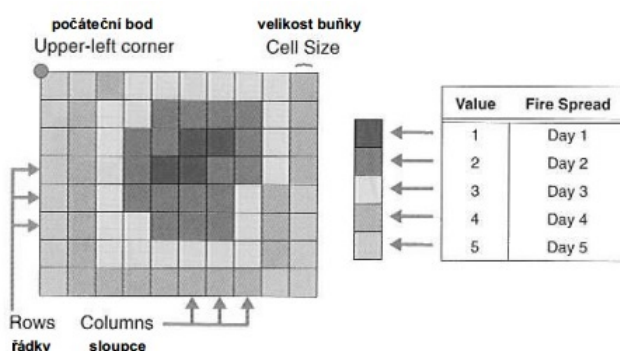 počáteční bod
Upper-left corner
velikost buňky
Cell Size
Value Fire Spread
1 Day 1
2 Day 2
3 Day 3
4 Day 4
5 Day 5
Rows Columns
řádky sloupce